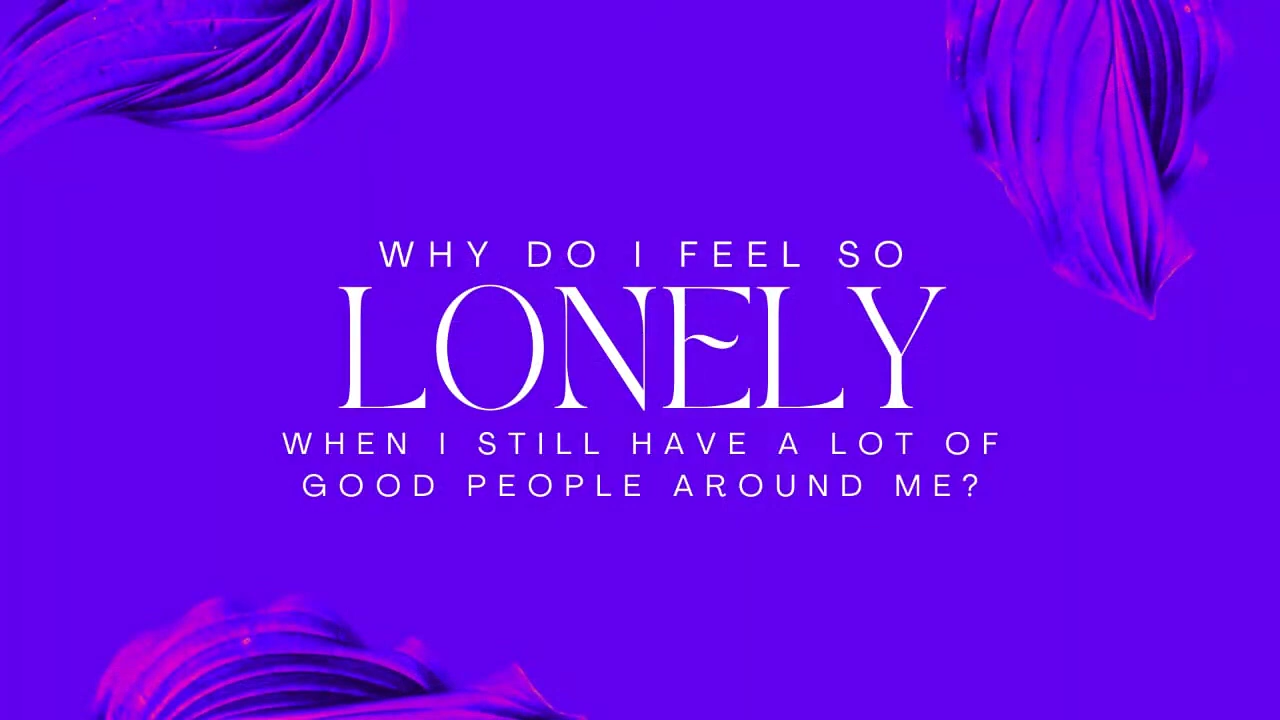 WHY DO I FEEL SO
LONELY
WHEN I STILL HAVE A LOT OF
GOOD PEOPLE AROUND ME?